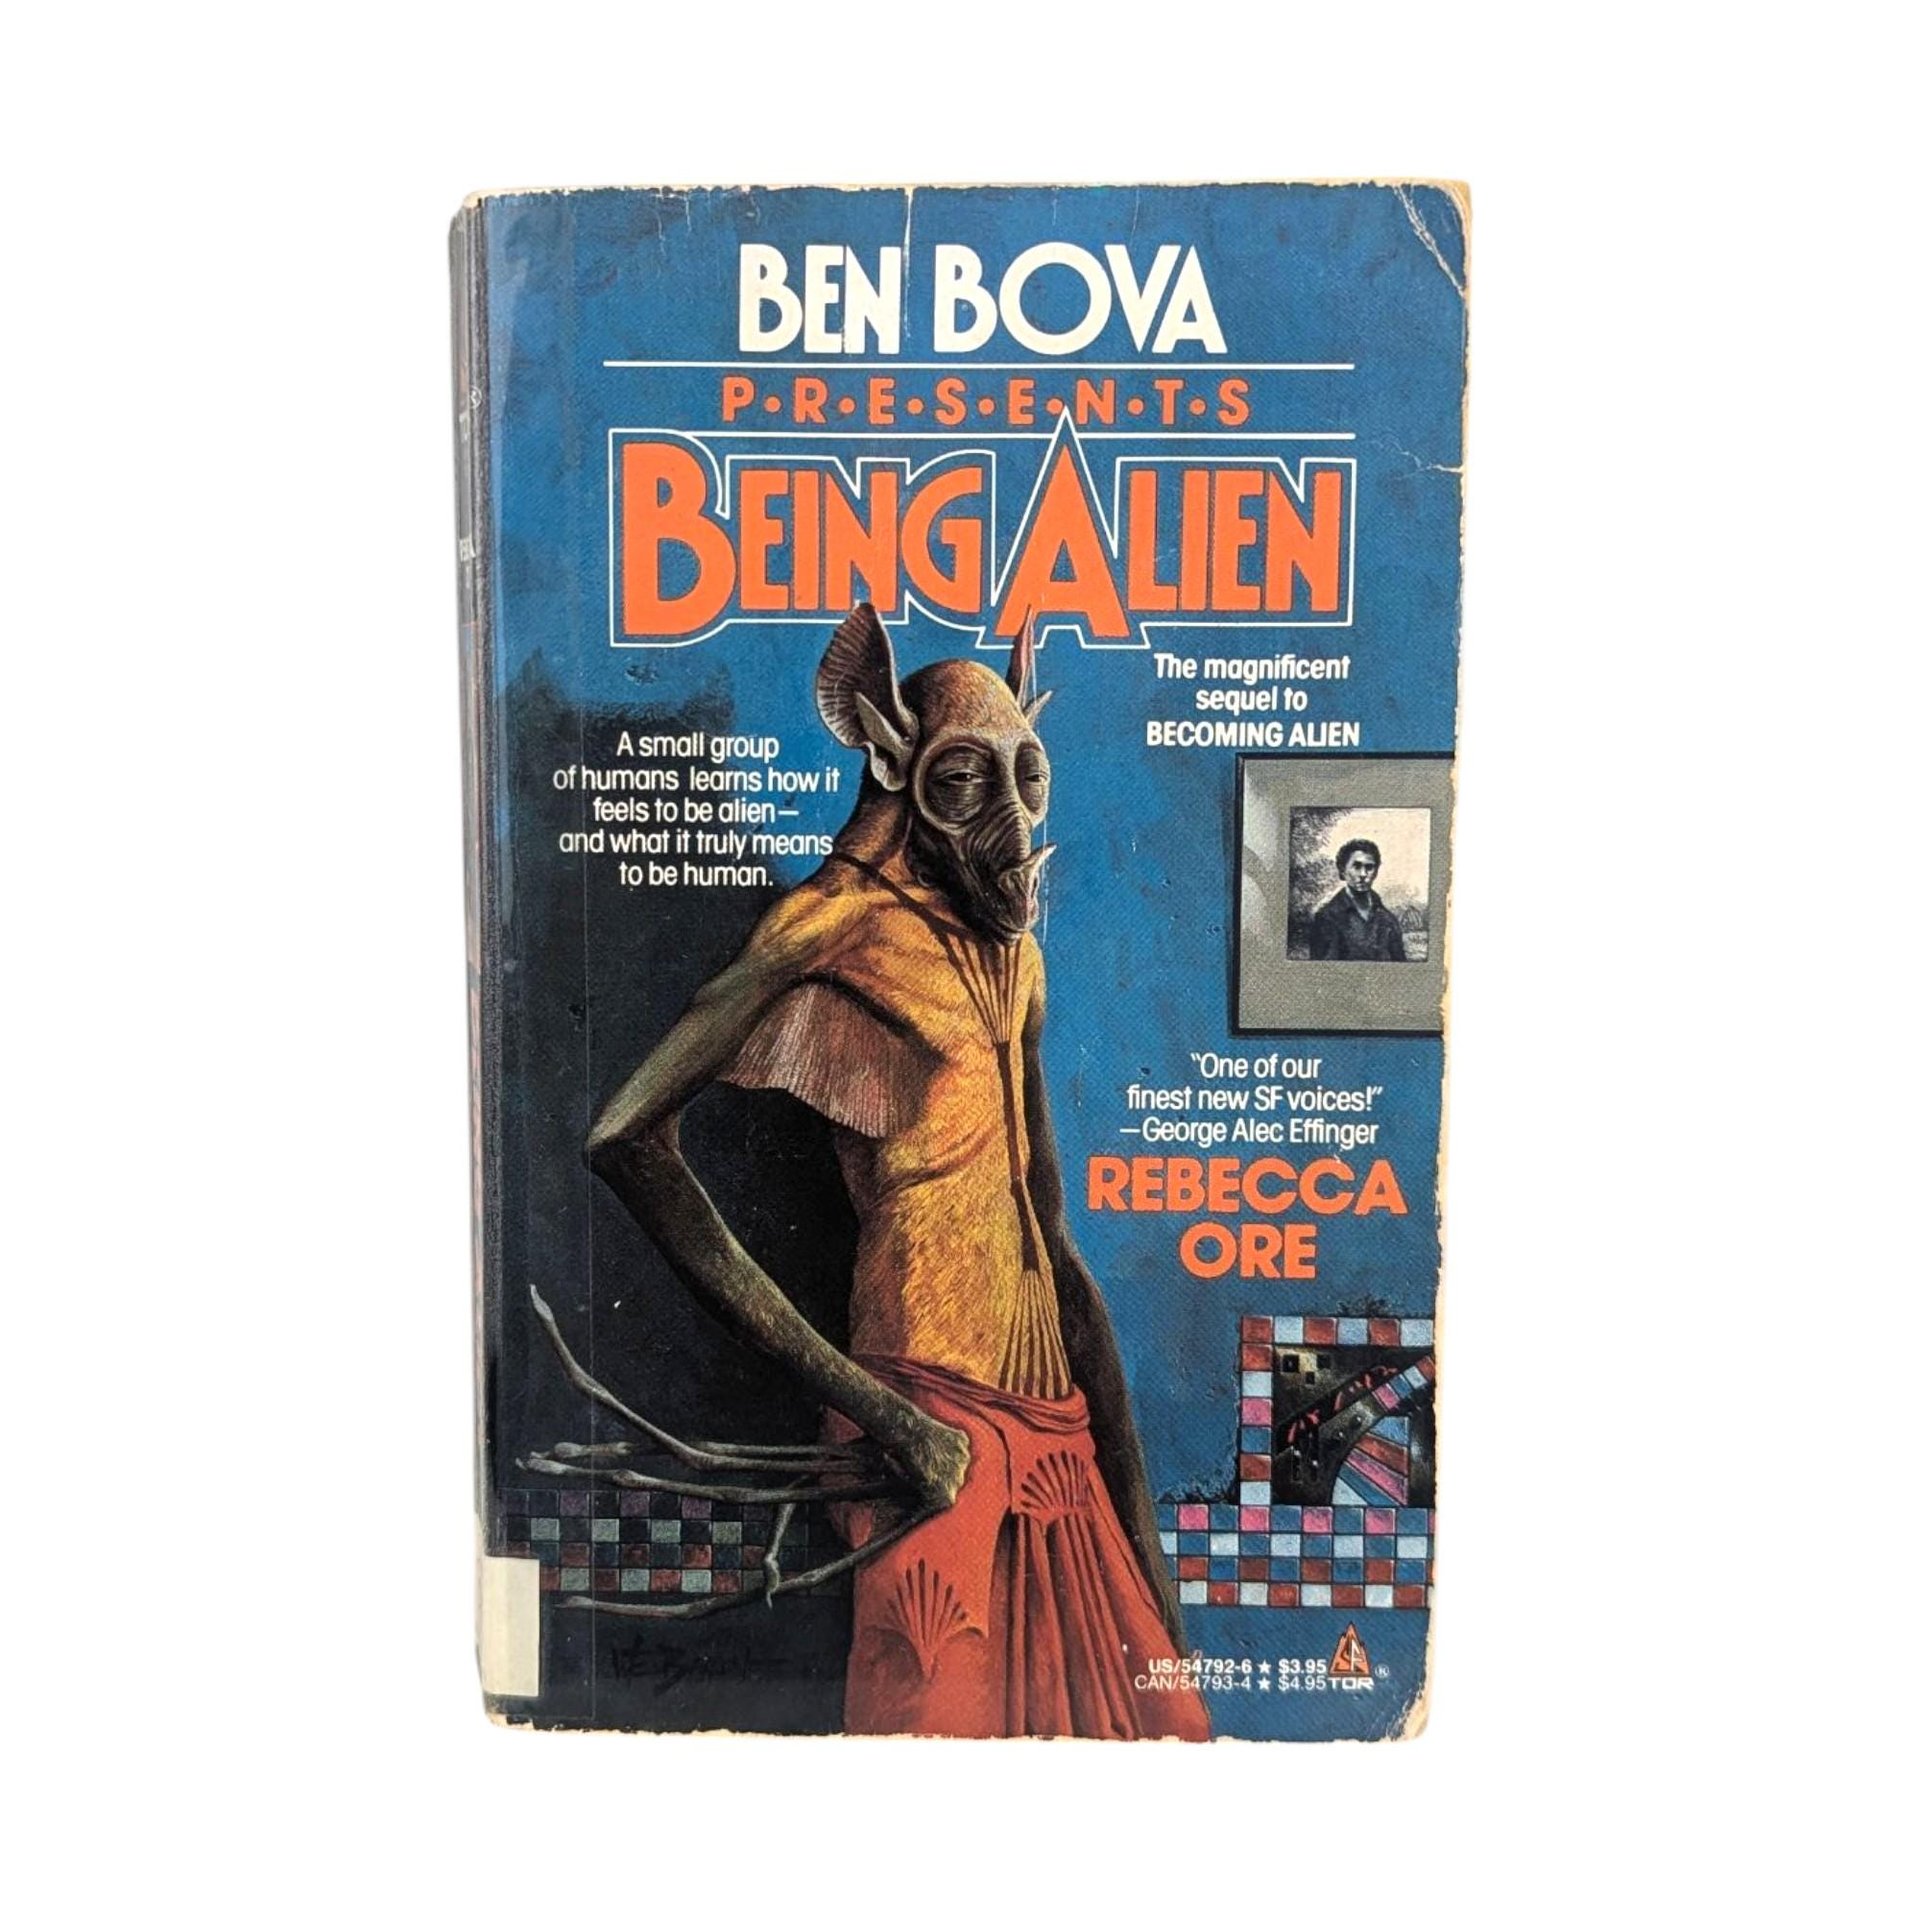 BEN BOVA
P•R•E•S•E•N•T•S
BEING ALIEN
The magnificent
sequel to
BECOMING ALIEN
A small group
of humans learns how it
feels to be alien—
and what it truly means
to be human.
"One of our
finest new SF voices!"
—George Alec Effinger
REBECCA
ORE
US/54792-6 ★ $3.95
CAN/54793-4 ★ $4.95
SF
TOR ®